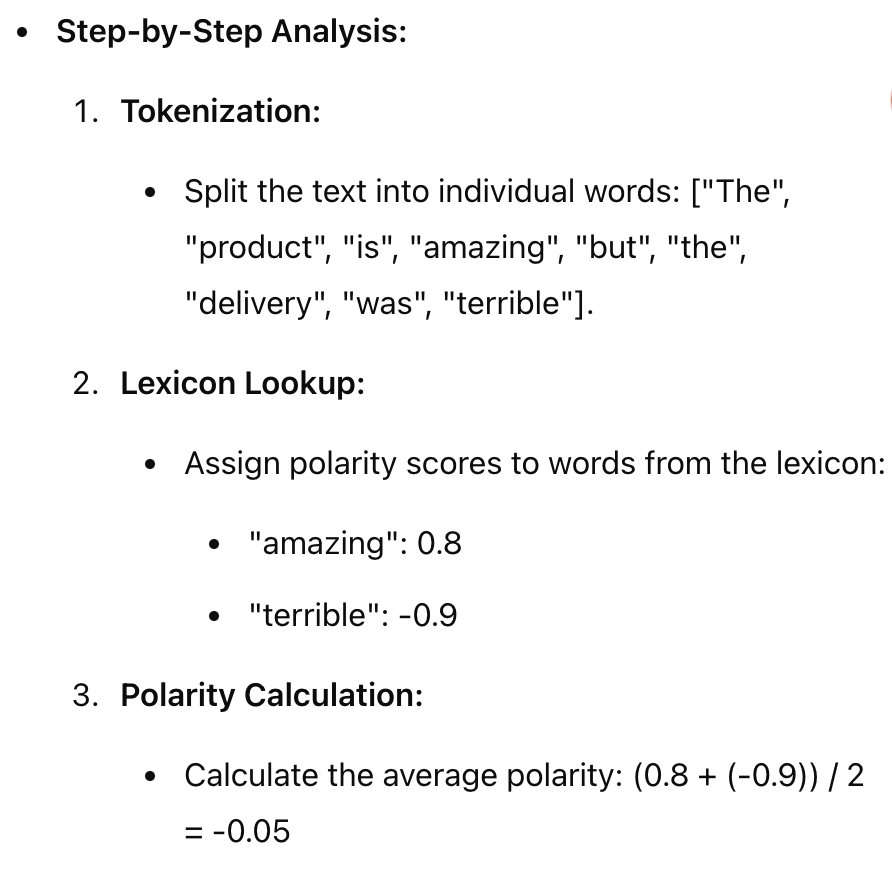 • Step-by-Step Analysis:
1. Tokenization:
• Split the text into individual words: ["The",
"product", "is", "amazing", "but", "the",
"delivery", "was", "terrible"].
2. Lexicon Lookup:
• Assign polarity scores to words from the lexicon:
• "amazing": 0.8
• "terrible": -0.9
3. Polarity Calculation:
• Calculate the average polarity: (0.8 + (-0.9)) / 2
= -0.05